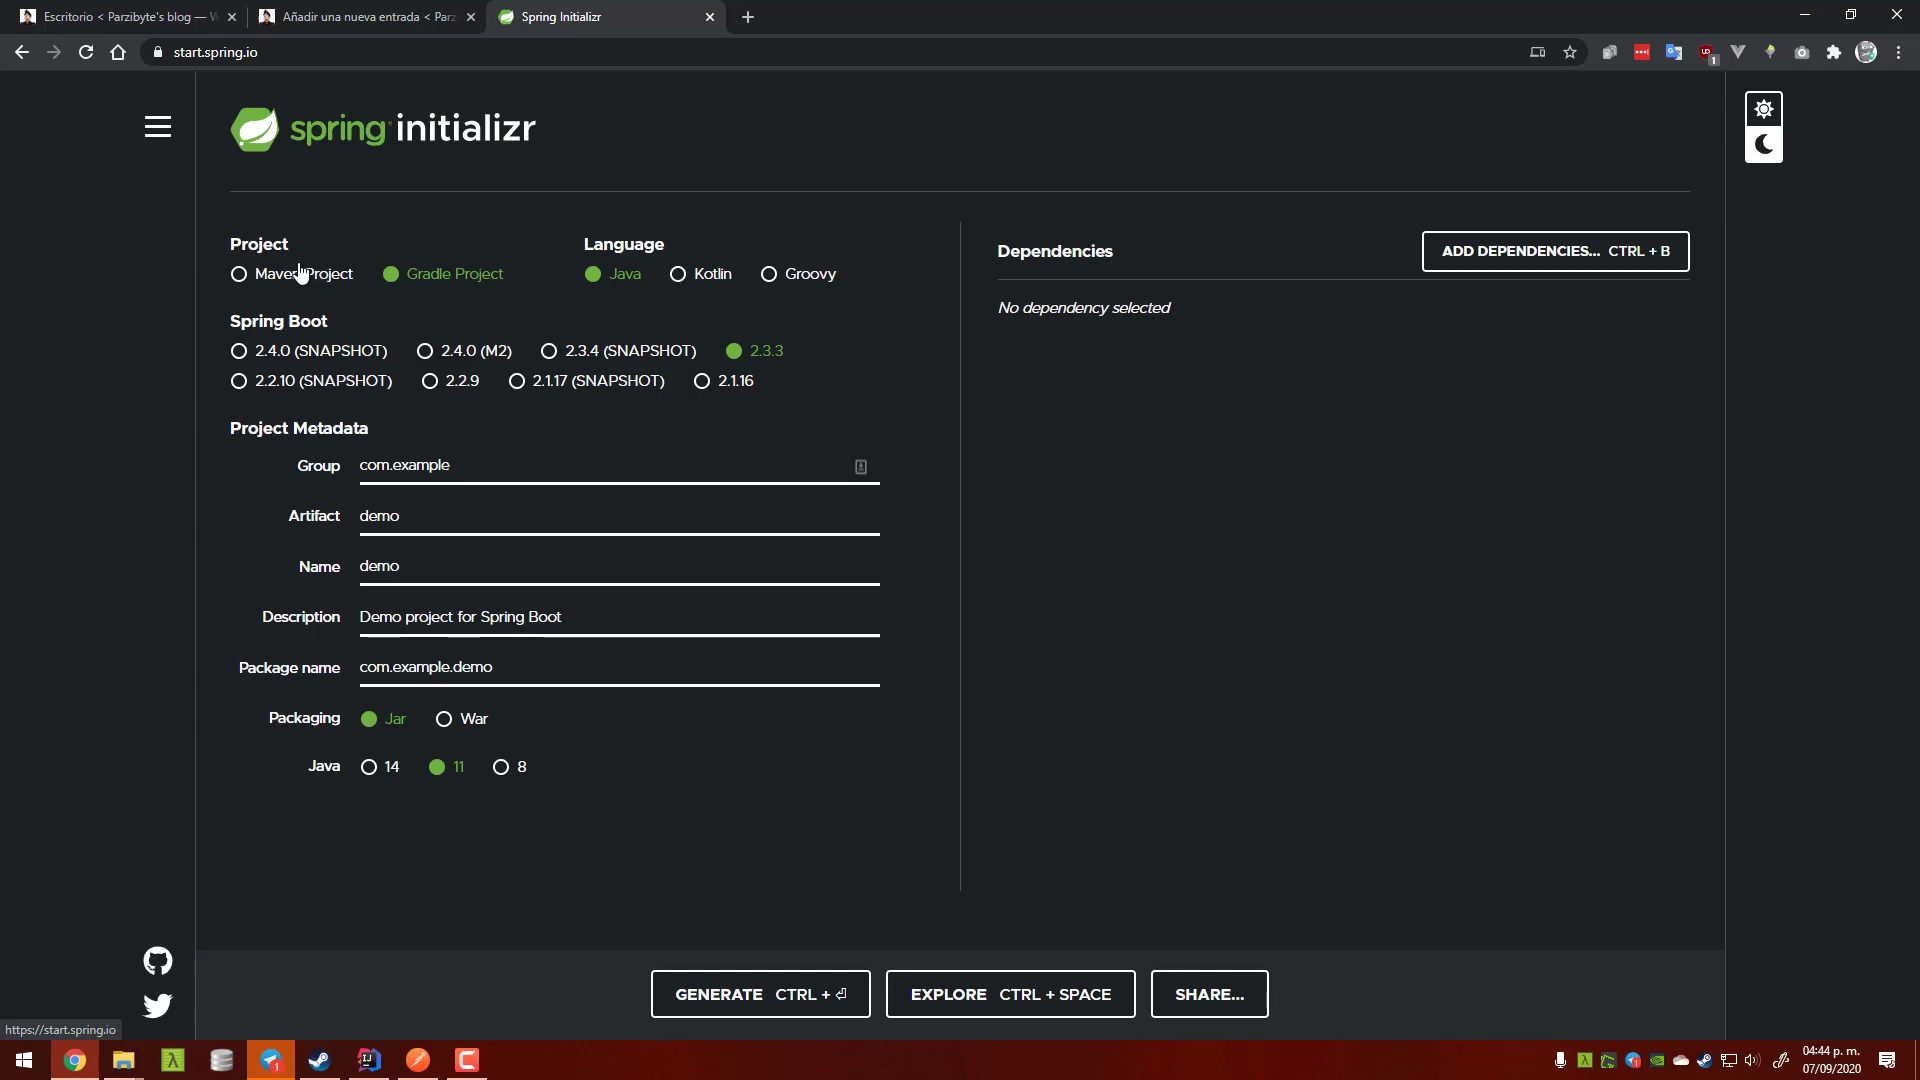 Escritorio < Parzibyte's blog — W
Añadir una nueva entrada < Parz
Spring Initializr
start.spring.io
1
spring initializr
Project
Maven Project
Gradle Project
Language
Java
Kotlin
Groovy
Dependencies
ADD DEPENDENCIES... CTRL + B
No dependency selected
Spring Boot
2.4.0 (SNAPSHOT)
2.4.0 (M2)
2.3.4 (SNAPSHOT)
2.3.3
2.2.10 (SNAPSHOT)
2.2.9
2.1.17 (SNAPSHOT)
2.1.16
Project Metadata
Group com.example
Artifact demo
Name demo
Description Demo project for Spring Boot
Package name com.example.demo
Packaging Jar War
Java 14 11 8
GENERATE CTRL + ⏎
EXPLORE CTRL + SPACE
SHARE...
https://start.spring.io
04:44 p. m.
07/09/2020